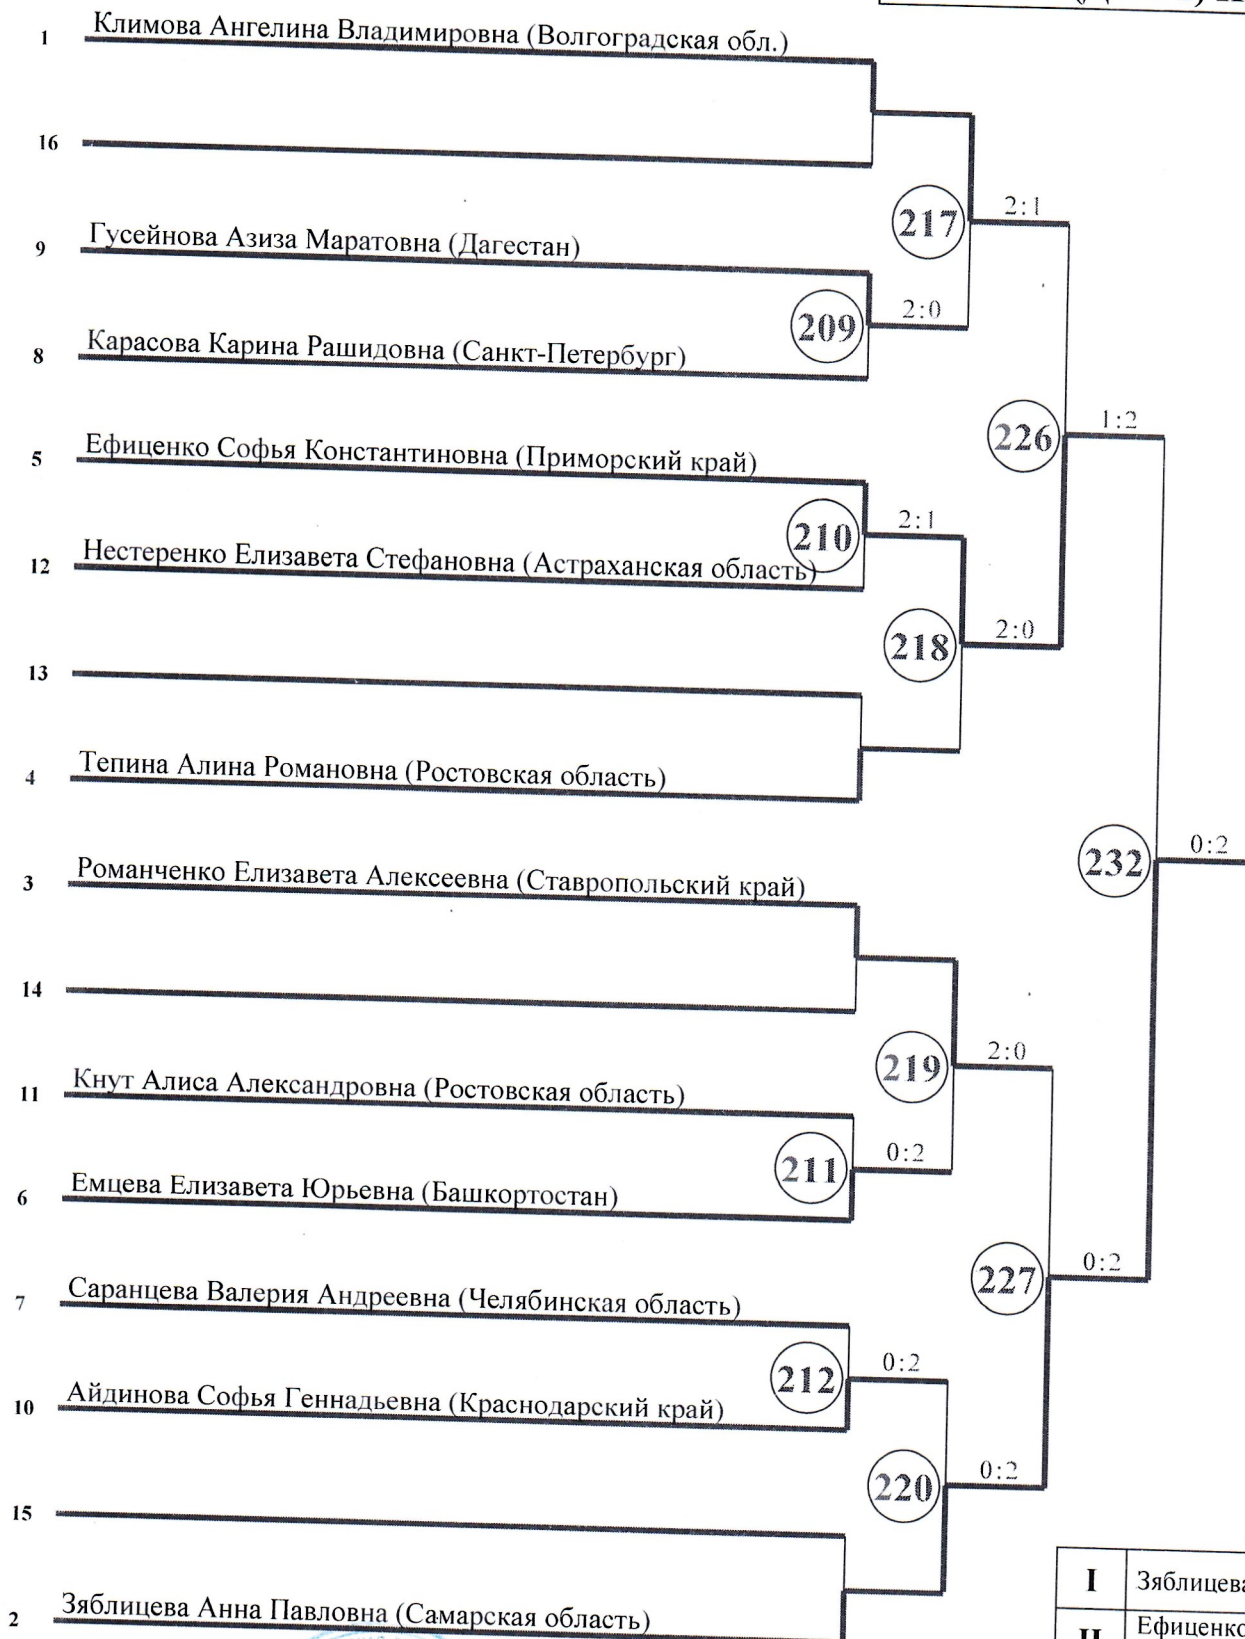 1 Климова Ангелина Владимировна (Волгоградская обл.)
16
217 2:1
9 Гусейнова Азиза Маратовна (Дагестан)
209 2:0
8 Карасова Карина Рашидовна (Санкт-Петербург)
226 1:2
5 Ефиценко Софья Константиновна (Приморский край)
210 2:1
12 Нестеренко Елизавета Стефановна (Астраханская область)
218 2:0
13
4 Тепина Алина Романовна (Ростовская область)
232 0:2
3 Романченко Елизавета Алексеевна (Ставропольский край)
14
219 2:0
11 Кнут Алиса Александровна (Ростовская область)
211 0:2
6 Емцева Елизавета Юрьевна (Башкортостан)
227 0:2
7 Саранцева Валерия Андреевна (Челябинская область)
212 0:2
10 Айдинова Софья Геннадьевна (Краснодарский край)
220 0:2
15
I Зяблицева
2 Зяблицева Анна Павловна (Самарская область)
II Ефиценко